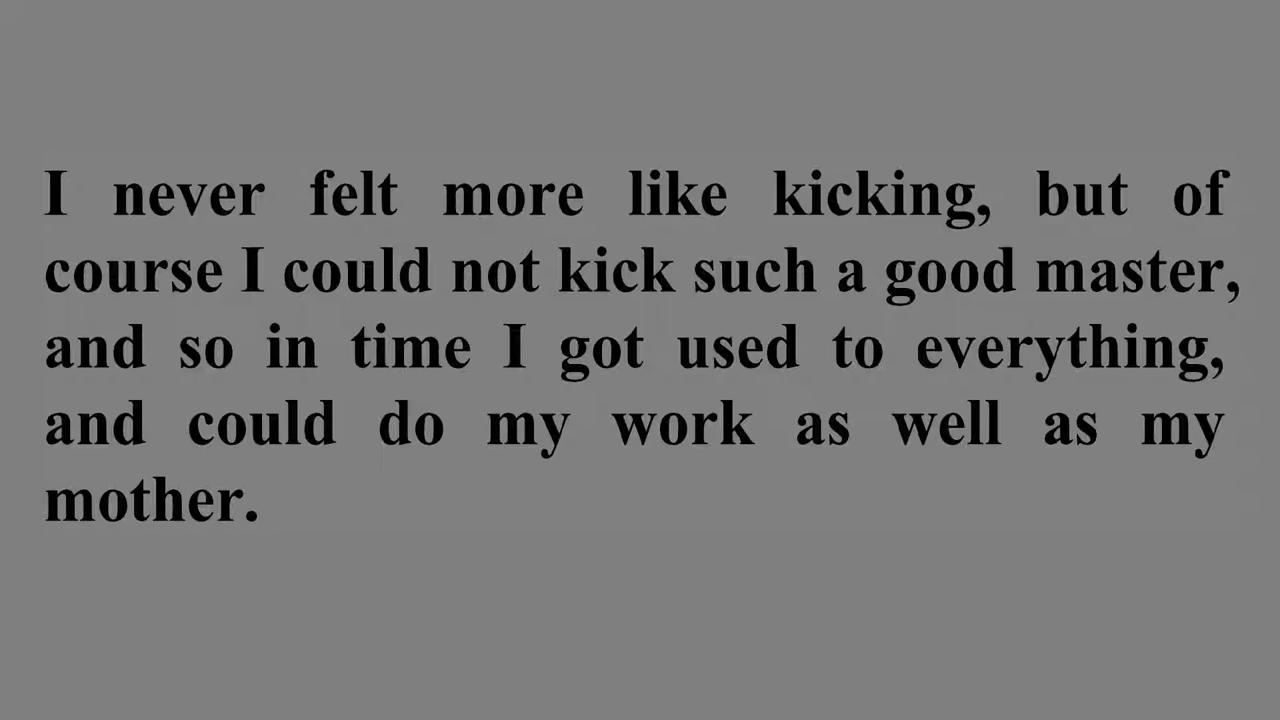 I never felt more like kicking, but of
course I could not kick such a good master,
and so in time I got used to everything,
and could do my work as well as my
mother.